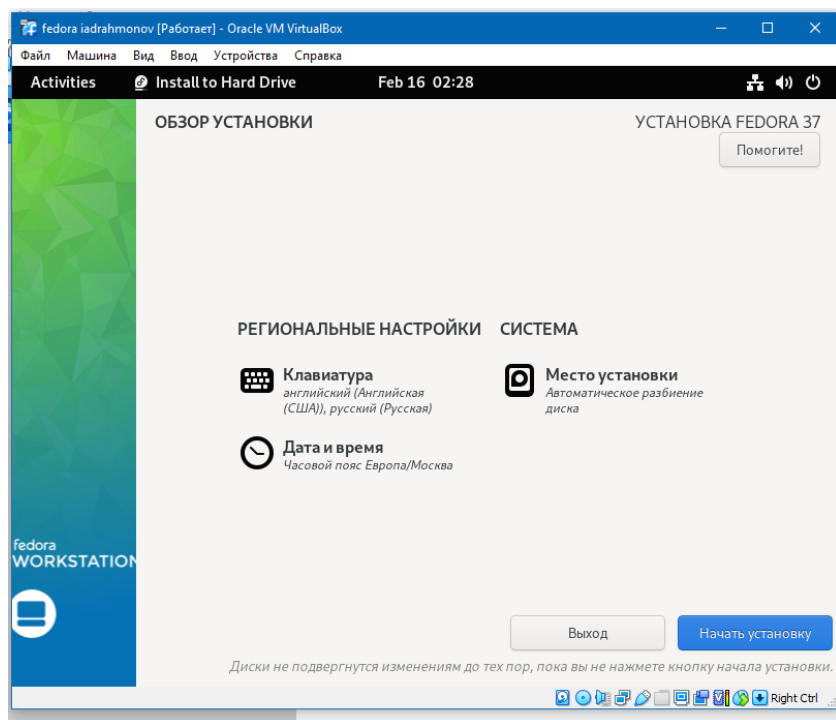 fedora iadrahmonov [Работает] - Oracle VM VirtualBox
Файл Машина Вид Ввод Устройства Справка
Activities Install to Hard Drive Feb 16 02:28
ОБЗОР УСТАНОВКИ
УСТАНОВКА FEDORA 37
Помогите!
РЕГИОНАЛЬНЫЕ НАСТРОЙКИ
Клавиатура
английский (Английская
(США)), русский (Русская)
Дата и время
Часовой пояс Европа/Москва
СИСТЕМА
Место установки
Автоматическое разбиение
диска
fedora
WORKSTATION
Выход
Начать установку
Диски не подвергнутся изменениям до тех пор, пока вы не нажмете кнопку начала установки.
Right Ctrl